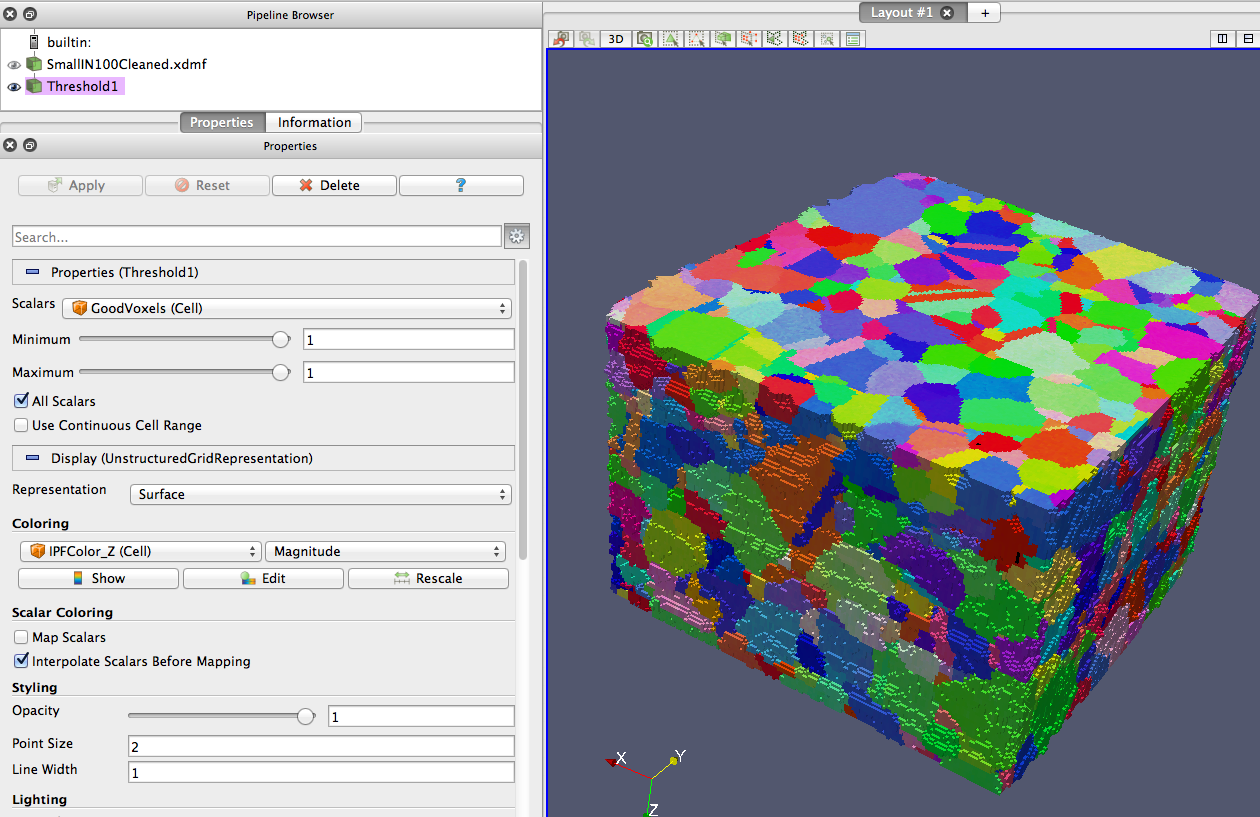 Pipeline Browser
builtin:
SmallIN100Cleaned.xdmf
Threshold1
Properties Information
Properties
Apply Reset Delete ?
Search...
Properties (Threshold1)
Scalars GoodVoxels (Cell)
Minimum 1
Maximum 1
All Scalars
Use Continuous Cell Range
Display (UnstructuredGridRepresentation)
Representation Surface
Coloring
IPFColor_Z (Cell) Magnitude
Show Edit Rescale
Scalar Coloring
Map Scalars
Interpolate Scalars Before Mapping
Styling
Opacity 1
Point Size 2
Line Width 1
Lighting
Layout #1 +
3D
X Y
Z